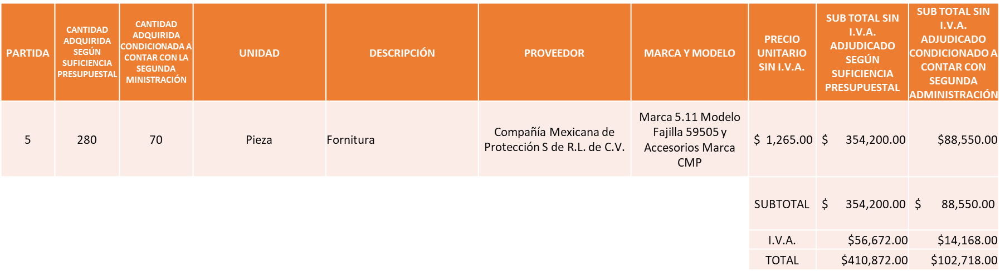 PARTIDA
CANTIDAD
ADQUIRIDA
SEGÚN
SUFICIENCIA
PRESUPUESTAL
CANTIDAD
ADQUIRIDA
CONDICIONADA A
CONTAR CON LA
SEGUNDA
MINISTRACIÓN
UNIDAD
DESCRIPCIÓN
PROVEEDOR
MARCA Y MODELO
PRECIO
UNITARIO
SIN I.V.A.
SUB TOTAL SIN
I.V.A.
ADJUDICADO
SEGÚN
SUFICIENCIA
PRESUPUESTAL
SUB TOTAL SIN
I.V.A.
ADJUDICADO
CONDICIONADO A
CONTAR CON
SEGUNDA
ADMINISTRACIÓN
5
280
70
Pieza
Fornitura
Compañía Mexicana de
Protección S de R.L. de C.V.
Marca 5.11 Modelo
Fajilla 59505 y
Accesorios Marca
CMP
$ 1,265.00
$ 354,200.00
$88,550.00
SUBTOTAL
$ 354,200.00
$ 88,550.00
I.V.A.
$56,672.00
$14,168.00
TOTAL
$410,872.00
$102,718.00